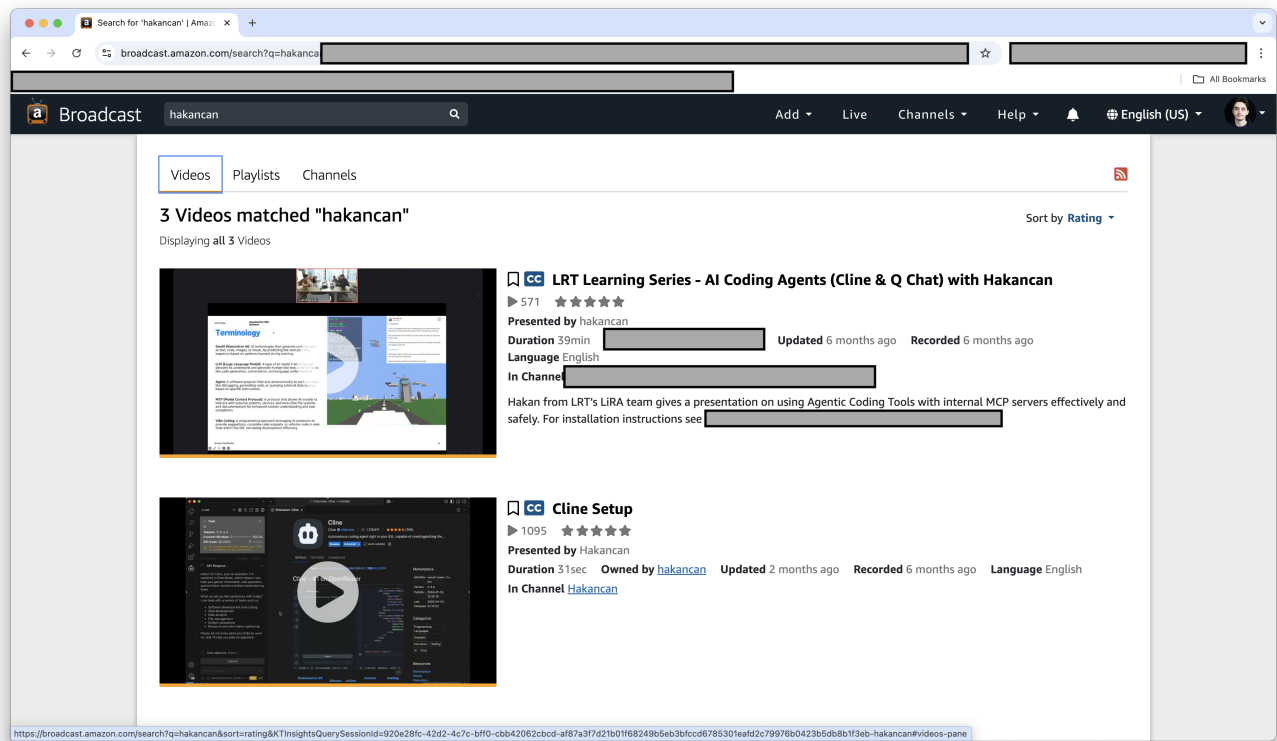 Search for 'hakancan' | Amaz
broadcast.amazon.com/search?q=hakanca
All Bookmarks
Broadcast
hakancan
Add
Live
Channels
Help
English (US)
Videos
Playlists
Channels
3 Videos matched "hakancan"
Sort by Rating
Displaying all 3 Videos
Terminology
CC LRT Learning Series - AI Coding Agents (Cline & Q Chat) with Hakancan
571
Presented by hakancan
Duration 39min
Updated 6 months ago Recorded 6 months ago
Language English
In Channel
Hakan from LRT's LiRA team gives a presentation on using Agentic Coding Tools with internal MCP servers effectively and
safely. For installation instructions see
Cline
CC Cline Setup
1095
Presented by Hakancan
Duration 31sec Owned by hakancan Updated 2 months ago Recorded 6 months ago Language English
In Channel Hakancan
https://broadcast.amazon.com/search?q=hakancan&sort=rating&KTInsightsQuerySessionId=920e28fc-42d2-4c7c-bff0-cbb42062cbcd-af87a3f7d21b01f68249b5eb3bfccd6785301eafd2c79976b0423b5db8b1f3eb-hakancan#videos-pane